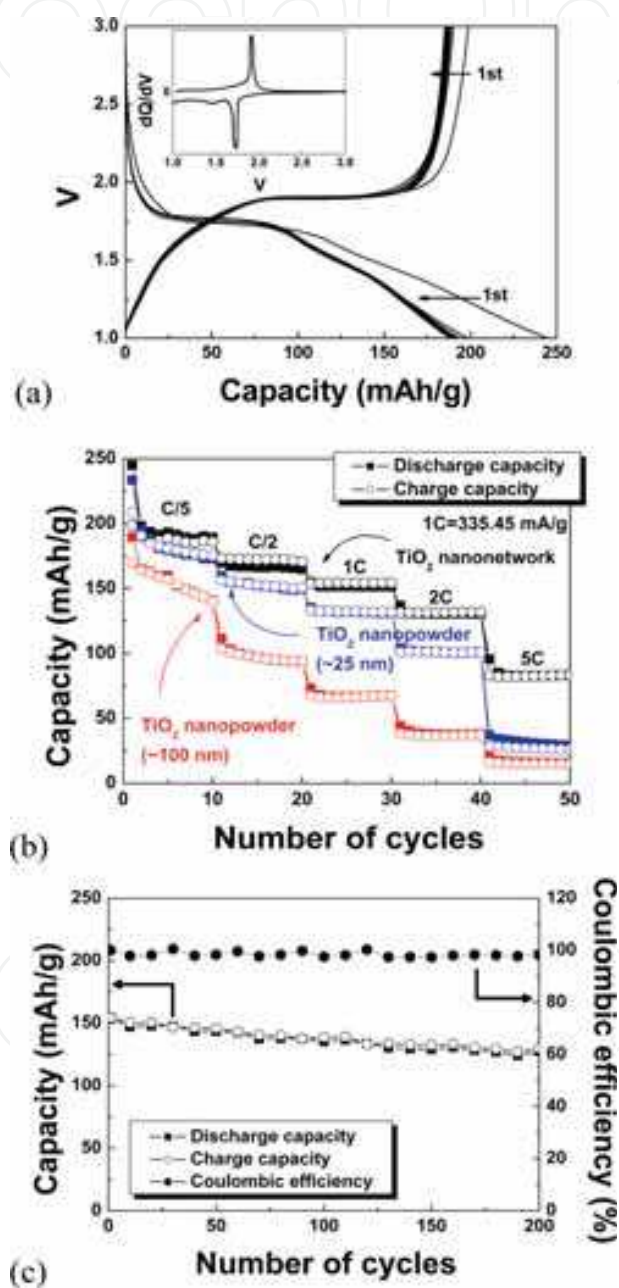 3.0
2.5
2.0
1.5
1.0
V
0 50 100 150 200 250
Capacity (mAh/g)
1st
1st
dQ/dV
0
1.0 1.5 2.0 2.5 3.0
V
(a)
250
200
150
100
50
0
Capacity (mAh/g)
Discharge capacity
Charge capacity
1C=335.45 mA/g
C/5
C/2
1C
2C
5C
TiO₂ nanonetwork
TiO₂ nanopowder
(~25 nm)
TiO₂ nanopowder
(~100 nm)
0 10 20 30 40 50
Number of cycles
(b)
250
200
150
100
50
0
Capacity (mAh/g)
120
100
80
60
40
20
0
Coulombic efficiency (%)
Discharge capacity
Charge capacity
Coulombic efficiency
0 50 100 150 200
Number of cycles
(c)